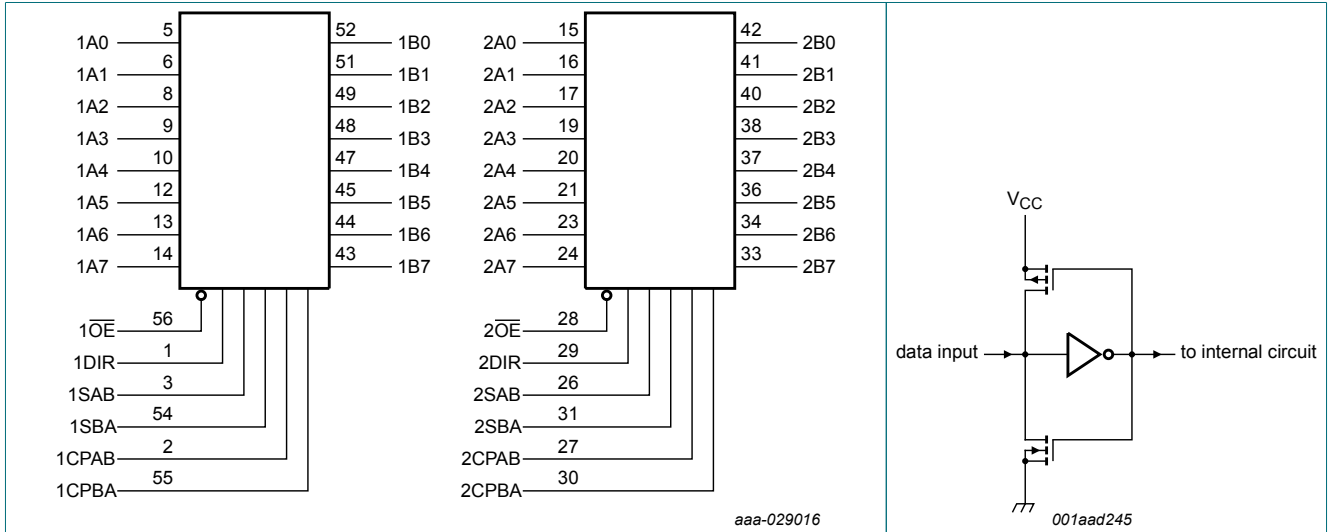 1A0 5 52 1B0
1A1 6 51 1B1
1A2 8 49 1B2
1A3 9 48 1B3
1A4 10 47 1B4
1A5 12 45 1B5
1A6 13 44 1B6
1A7 14 43 1B7
1O̅E̅ 56
1DIR 1
1SAB 3
1SBA 54
1CPAB 2
1CPBA 55
2A0 15 42 2B0
2A1 16 41 2B1
2A2 17 40 2B2
2A3 19 38 2B3
2A4 20 37 2B4
2A5 21 36 2B5
2A6 23 34 2B6
2A7 24 33 2B7
2O̅E̅ 28
2DIR 29
2SAB 26
2SBA 31
2CPAB 27
2CPBA 30
aaa-029016
VCC
data input to internal circuit
001aad245